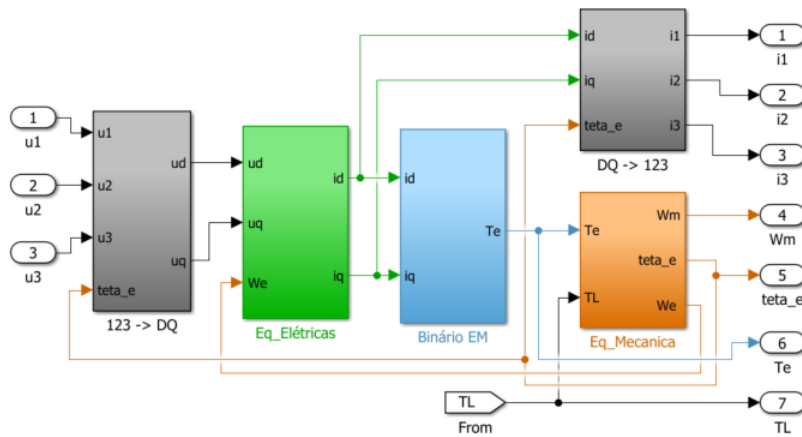 1
u1
2
u2
3
u3
u1
u2
u3
teta_e
ud
uq
123 -> DQ
ud
uq
We
id
iq
Eq_Elétricas
id
iq
Te
Binário EM
id
iq
teta_e
i1
i2
i3
DQ -> 123
Te
TL
Wm
teta_e
We
Eq_Mecanica
TL
From
1
i1
2
i2
3
i3
4
Wm
5
teta_e
6
Te
7
TL